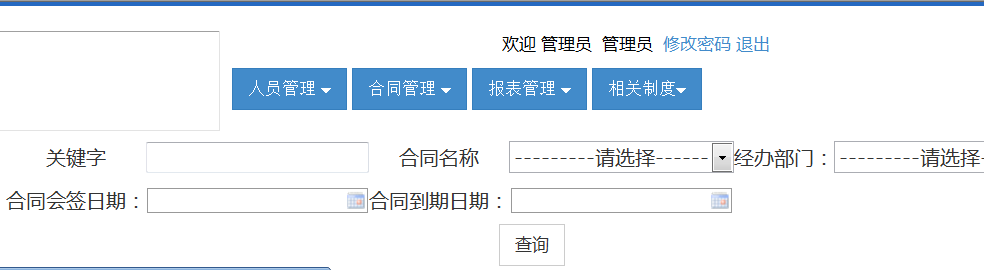 欢迎 管理员 管理员 修改密码 退出
人员管理 合同管理 报表管理 相关制度
关键字 合同名称 ---------请选择------ 经办部门：---------请选择-
合同会签日期： 合同到期日期：
查询